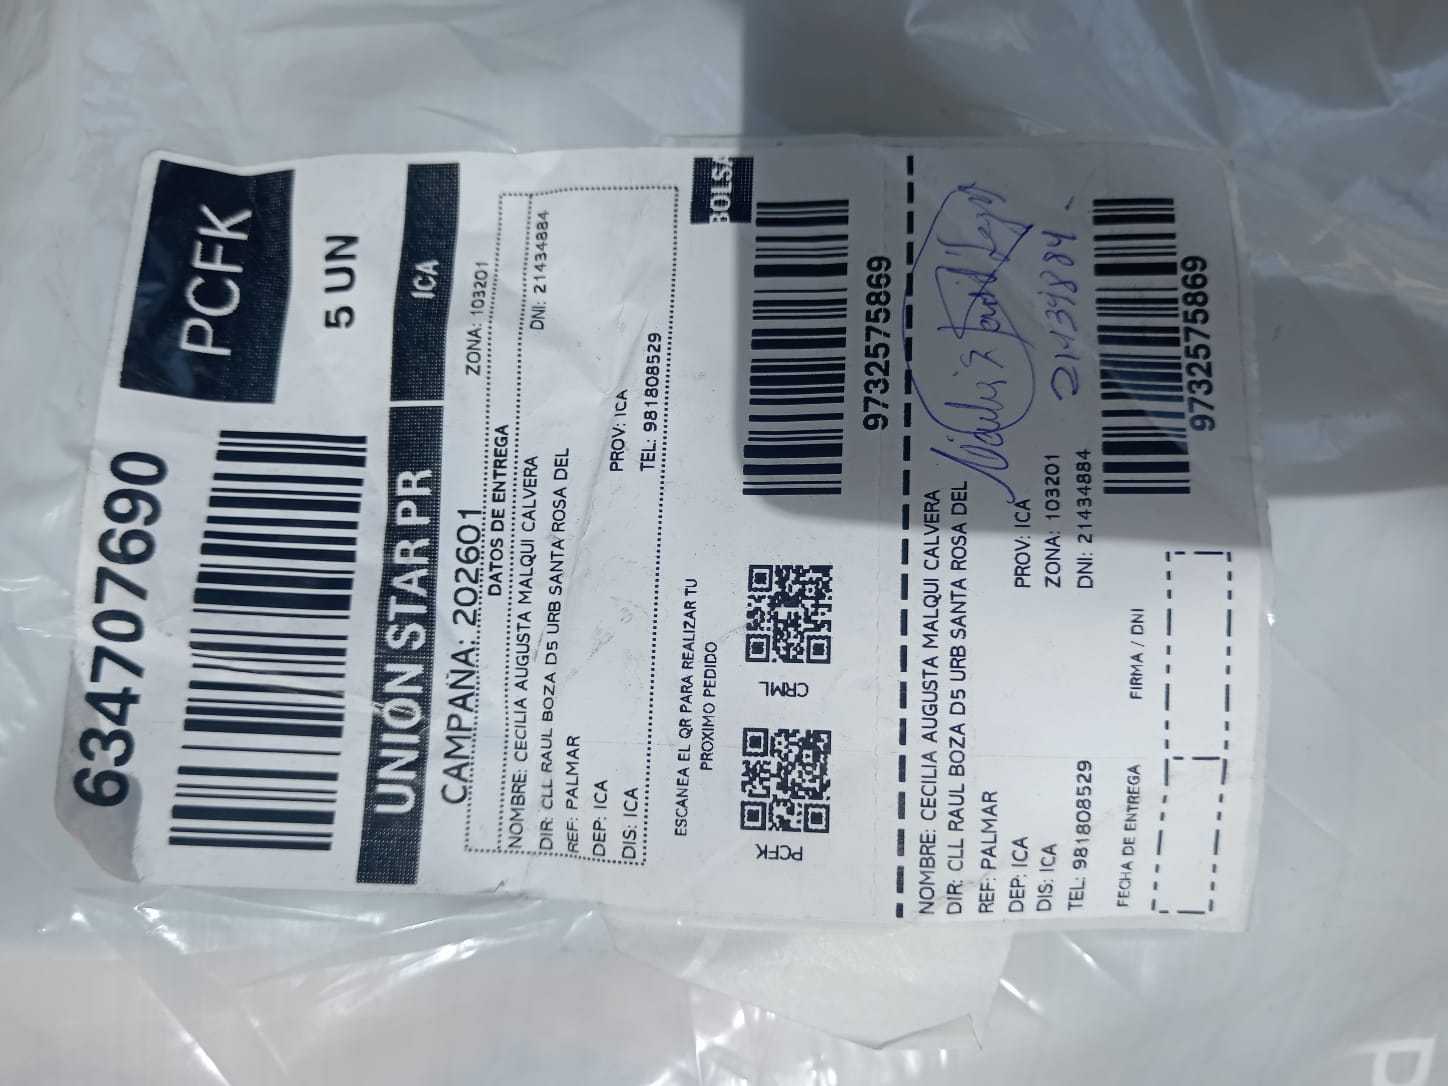 634707690
PCFK
5 UN
UNIÓN STAR PR
ICA
CAMPAÑA: 202601
ZONA: 103201
DATOS DE ENTREGA
NOMBRE: CECILIA AUGUSTA MALQUI CALVERA
DNI: 21434884
DIR: CLL RAUL BOZA D5 URB SANTA ROSA DEL
REF: PALMAR
DEP: ICA
PROV: ICA
DIS: ICA
TEL: 981808529
ESCANEA EL QR PARA REALIZAR TU
PROXIMO PEDIDO
PCFK
CRML
BOLSA
9732575869
NOMBRE: CECILIA AUGUSTA MALQUI CALVERA
DIR: CLL RAUL BOZA D5 URB SANTA ROSA DEL
REF: PALMAR
DEP: ICA
PROV: ICA
DIS: ICA
ZONA: 103201
TEL: 981808529
DNI: 21434884
FECHA DE ENTREGA
FIRMA / DNI
9732575869